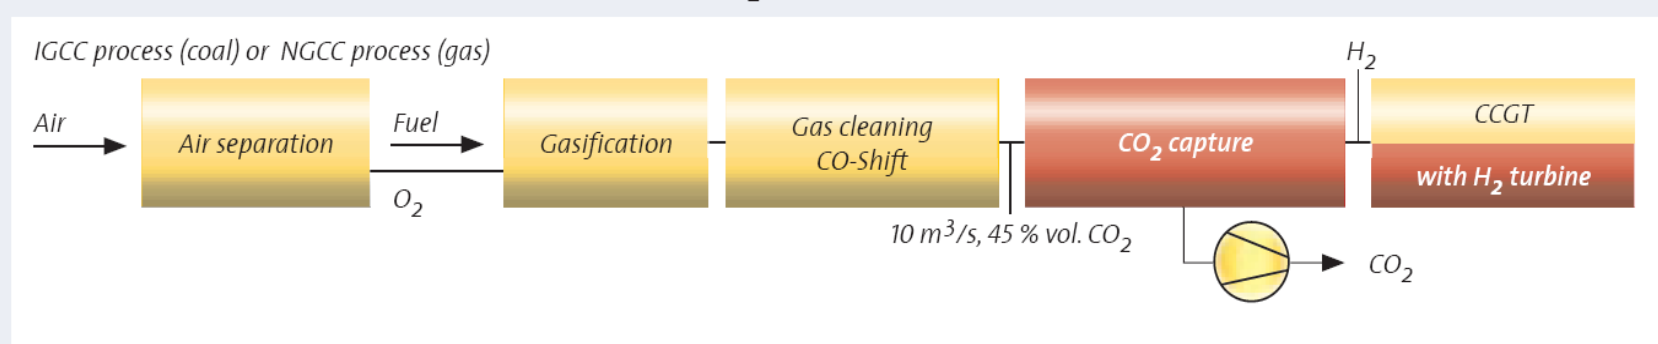 IGCC process (coal) or NGCC process (gas)
Air
Air separation
Fuel
O₂
Gasification
Gas cleaning
CO-Shift
10 m³/s, 45 % vol. CO₂
CO₂ capture
H₂
CCGT
with H₂ turbine
CO₂